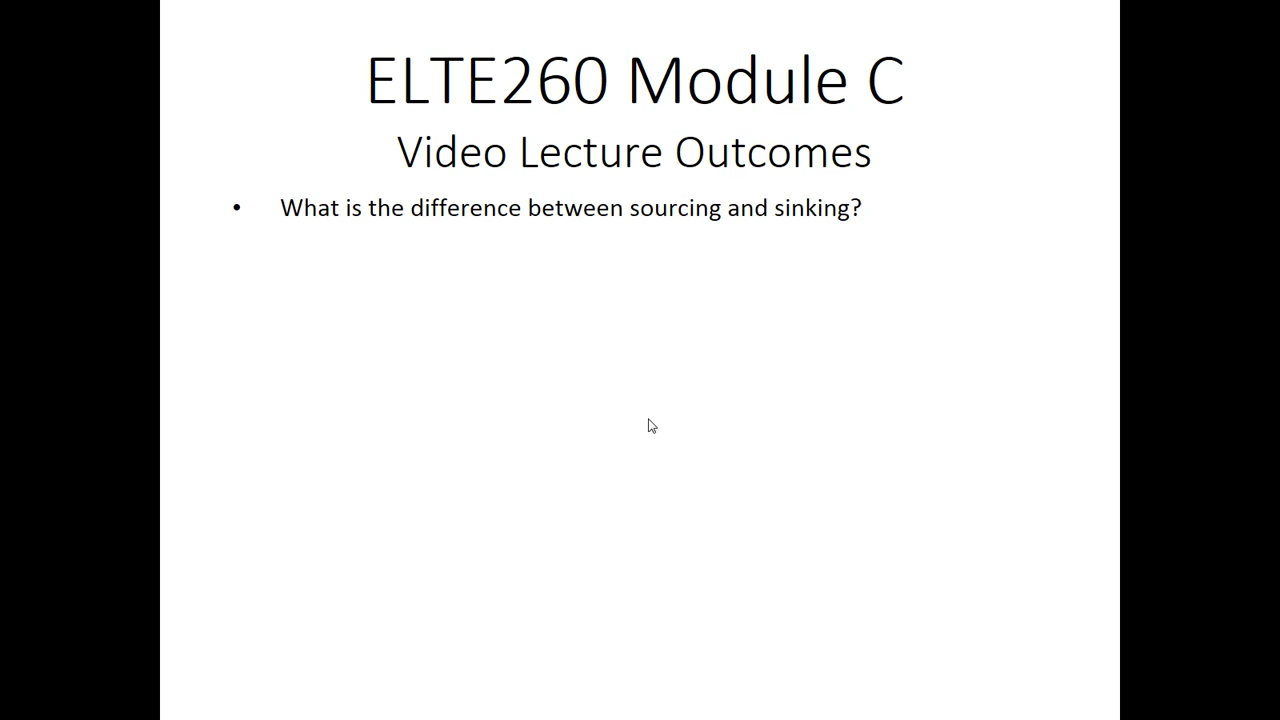 ELTE260 Module C
Video Lecture Outcomes
• What is the difference between sourcing and sinking?